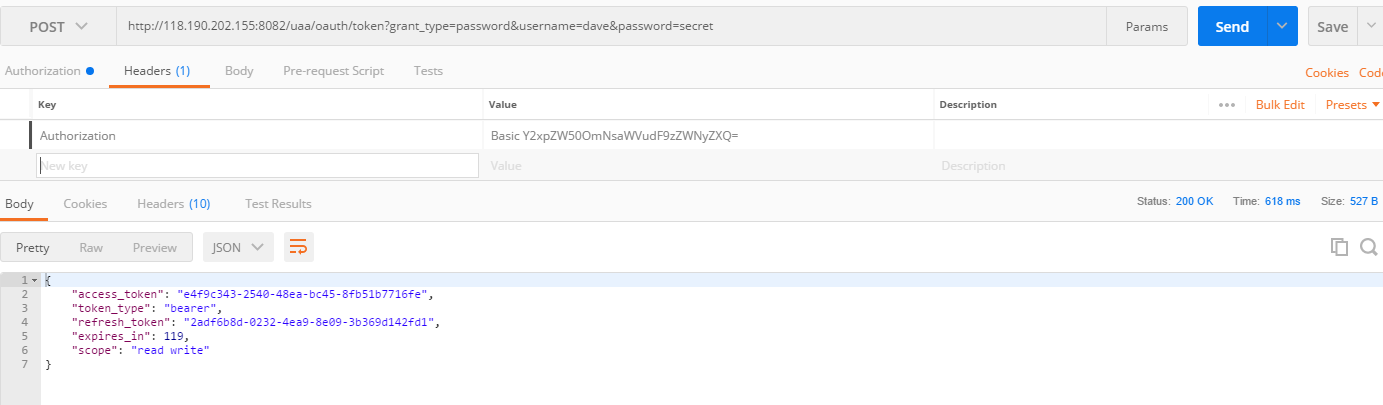 POST http://118.190.202.155:8082/uaa/oauth/token?grant_type=password&username=dave&password=secret Params Send Save
Authorization Headers (1) Body Pre-request Script Tests Cookies Code
Key Value Description Bulk Edit Presets
Authorization Basic Y2xpZW50OmNsaWVudF9zZWNyZXQ=
New key Value Description
Body Cookies Headers (10) Test Results Status: 200 OK Time: 618 ms Size: 527 B
Pretty Raw Preview JSON
1 {
2 "access_token": "e4f9c343-2540-48ea-bc45-8fb51b7716fe",
3 "token_type": "bearer",
4 "refresh_token": "2adf6b8d-0232-4ea9-8e09-3b369d142fd1",
5 "expires_in": 119,
6 "scope": "read write"
7 }